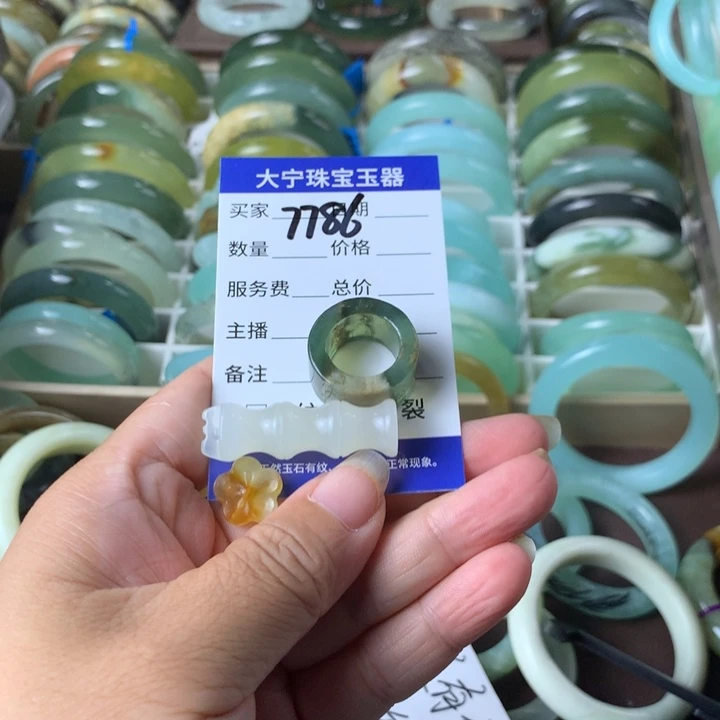 大宁珠宝玉器
买家 7786 日期
数量 价格
服务费 总价
主播
备注
裂
然玉石有纹 正常现象。